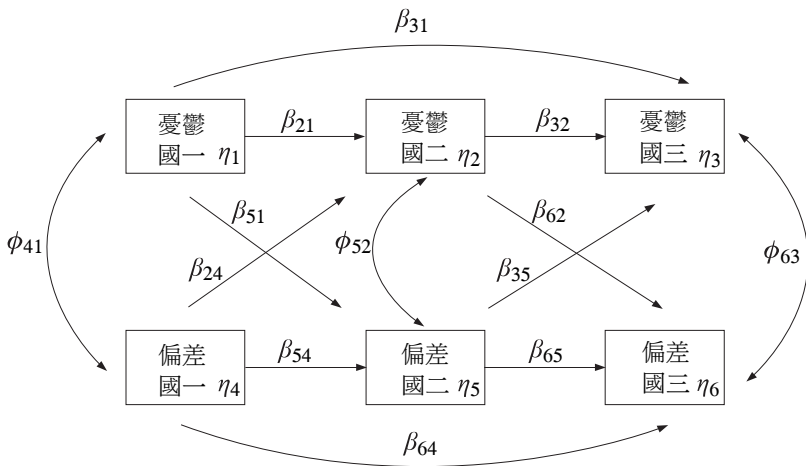 β31
憂鬱
國一 η1
β21
憂鬱
國二 η2
β32
憂鬱
國三 η3
ϕ41
β51
β24
ϕ52
β62
β35
ϕ63
偏差
國一 η4
β54
偏差
國二 η5
β65
偏差
國三 η6
β64